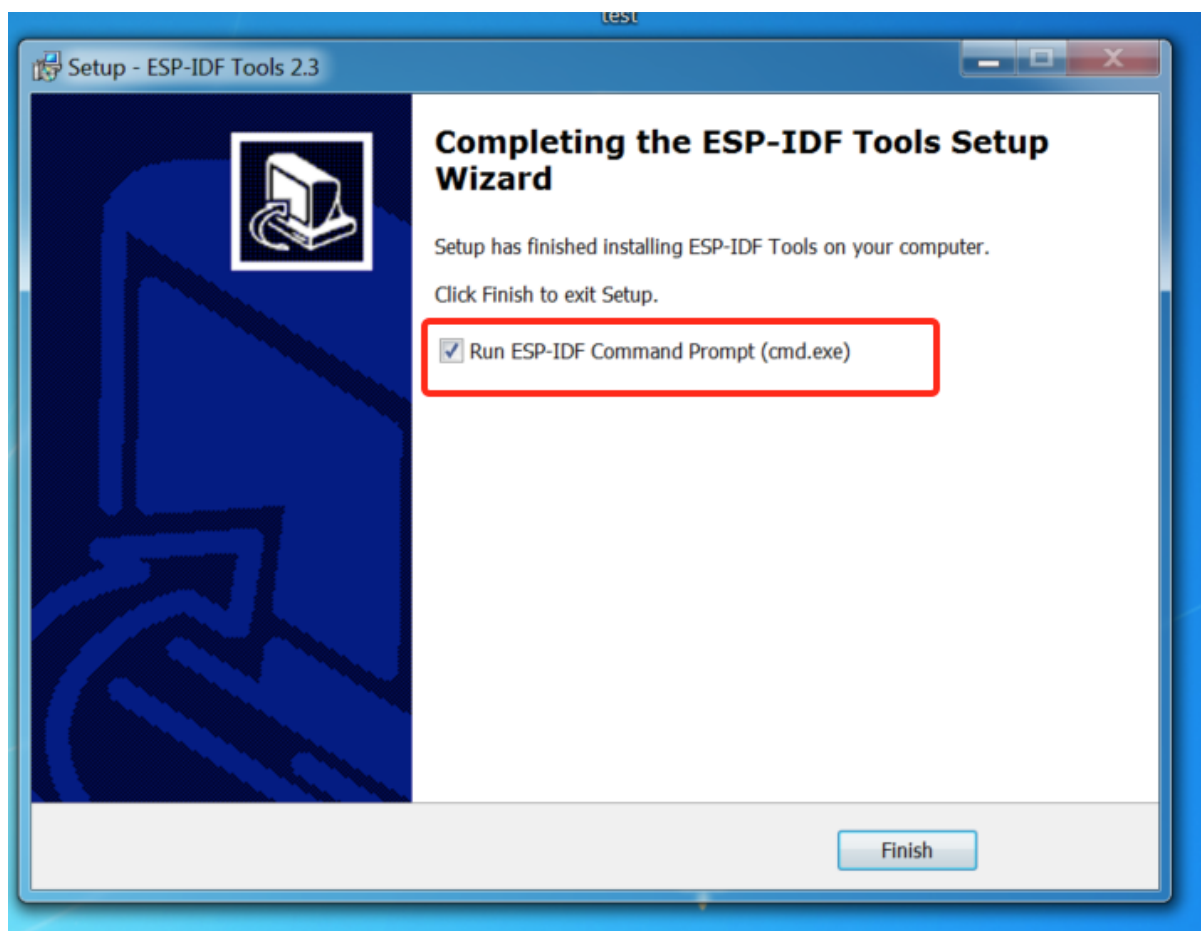 test
Setup - ESP-IDF Tools 2.3
Completing the ESP-IDF Tools Setup
Wizard
Setup has finished installing ESP-IDF Tools on your computer.
Click Finish to exit Setup.
Run ESP-IDF Command Prompt (cmd.exe)
Finish